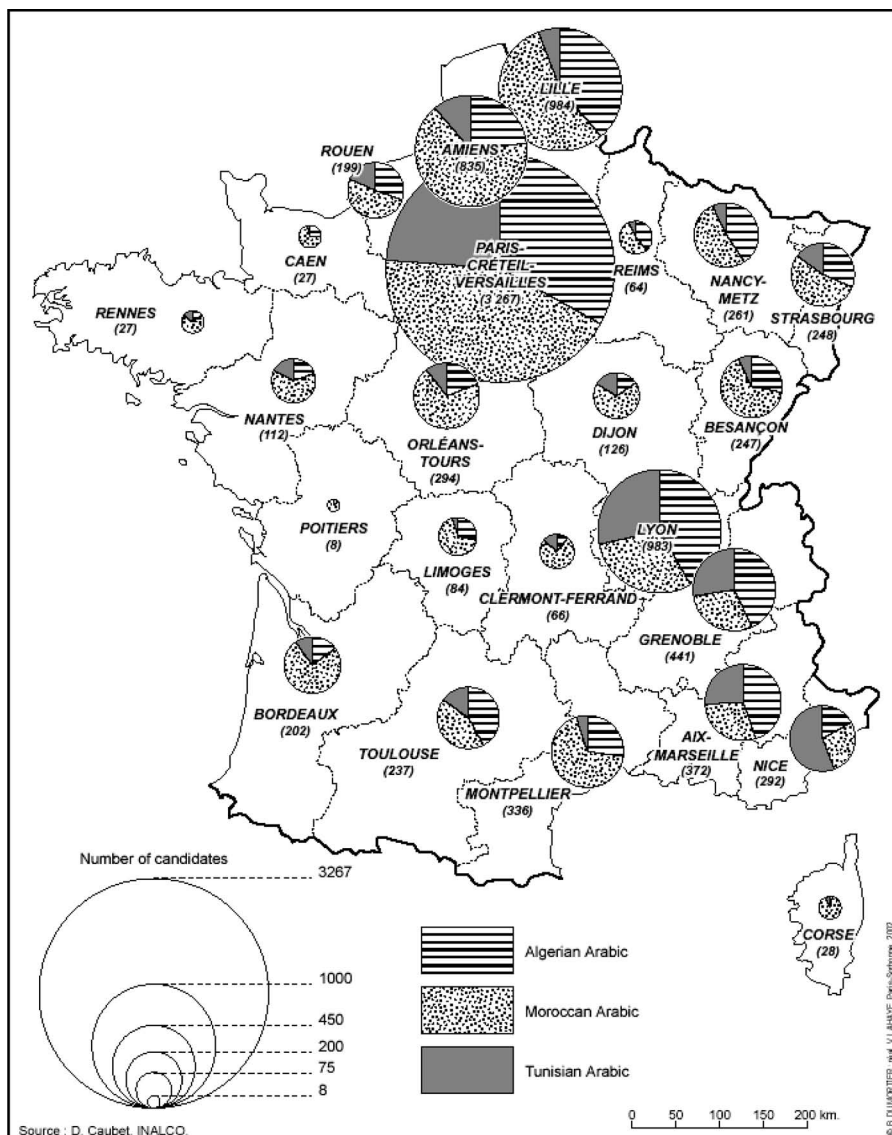 LILLE
(984)
AMIENS
(835)
ROUEN
(199)
PARIS-
CRÉTEIL-
VERSAILLES
(3 267)
CAEN
(27)
REIMS
(64)
NANCY-
METZ
(261)
STRASBOURG
(248)
RENNES
(27)
NANTES
(112)
ORLÉANS-
TOURS
(294)
DIJON
(126)
BESANÇON
(247)
POITIERS
(8)
LIMOGES
(84)
CLERMONT-FERRAND
(66)
LYON
(983)
GRENOBLE
(441)
BORDEAUX
(202)
TOULOUSE
(237)
MONTPELLIER
(336)
AIX-
MARSEILLE
(372)
NICE
(292)
CORSE
(28)
Number of candidates
3267
1000
450
200
75
8
Algerian Arabic
Moroccan Arabic
Tunisian Arabic
Source : D. Caubet, INALCO.
0 50 100 150 200 km.
V. LAHAYE, Paris-Sorbonne, 2002